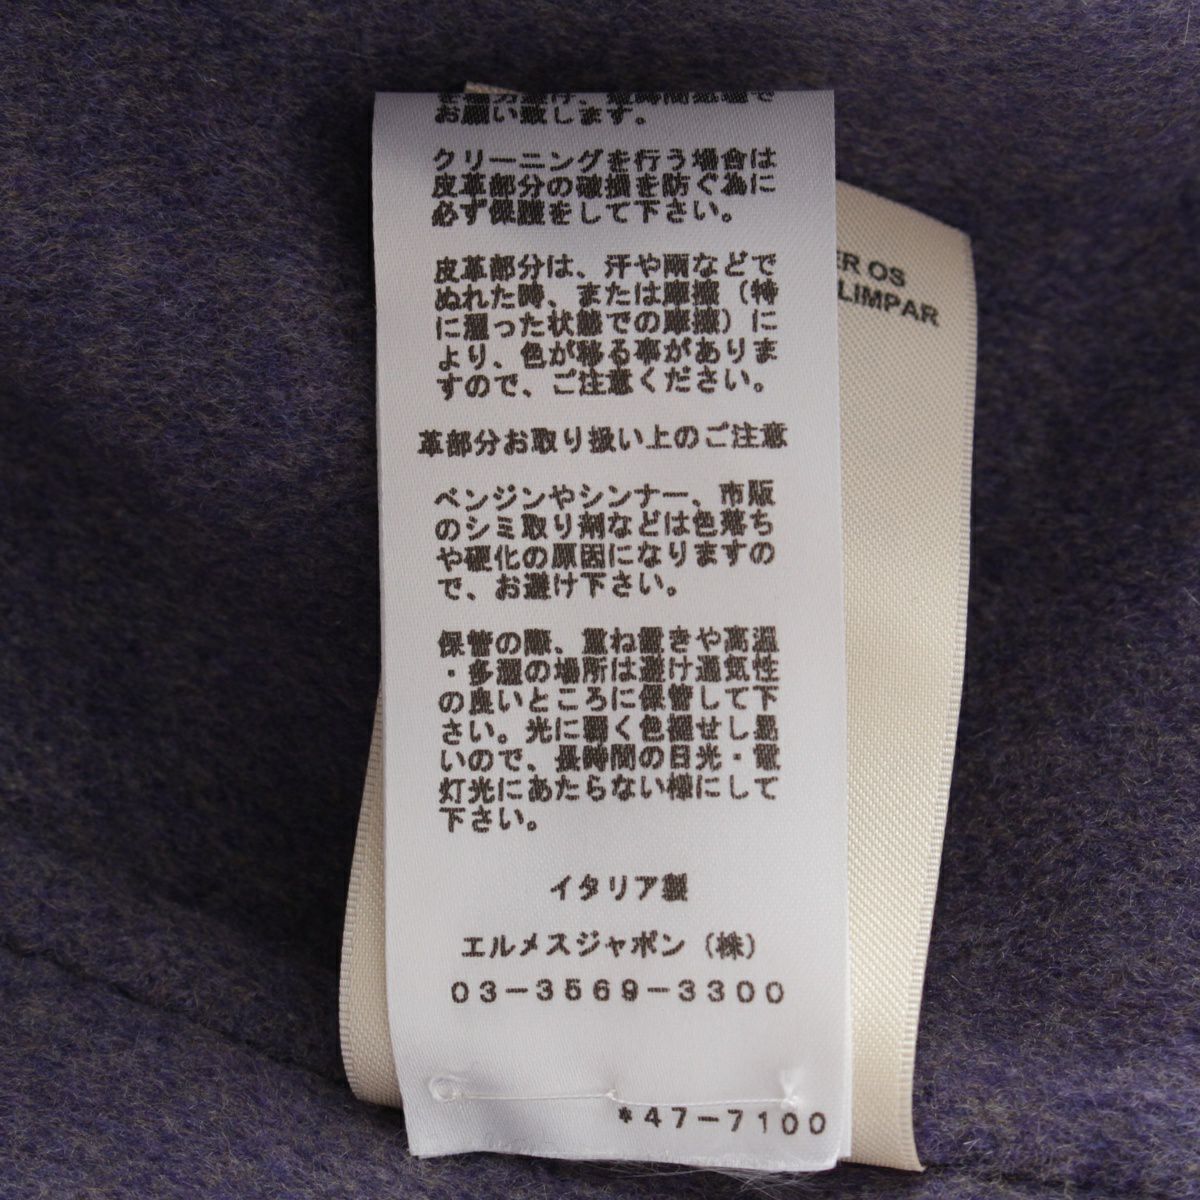 お願い致します。
クリーニングを行う場合は
皮革部分の破損を防ぐ為に
必ず保護をして下さい。
皮革部分は、汗や雨などで
ぬれた時、または摩擦（特
に湿った状態での摩擦）に
より、色が移る事がありま
すので、ご注意ください。
革部分お取り扱い上のご注意
ベンジンやシンナー、市販
のシミ取り剤などは色落ち
や硬化の原因になりますの
で、お避け下さい。
保管の際、重ね置きや高温
・多湿の場所は避け通気性
の良いところに保管して下
さい。光に弱く色褪せし易
いので、長時間の日光・電
灯光にあたらない様にして
下さい。
イタリア製
エルメスジャポン（株）
03-3569-3300
*47-7100
ER OS
LIMPAR